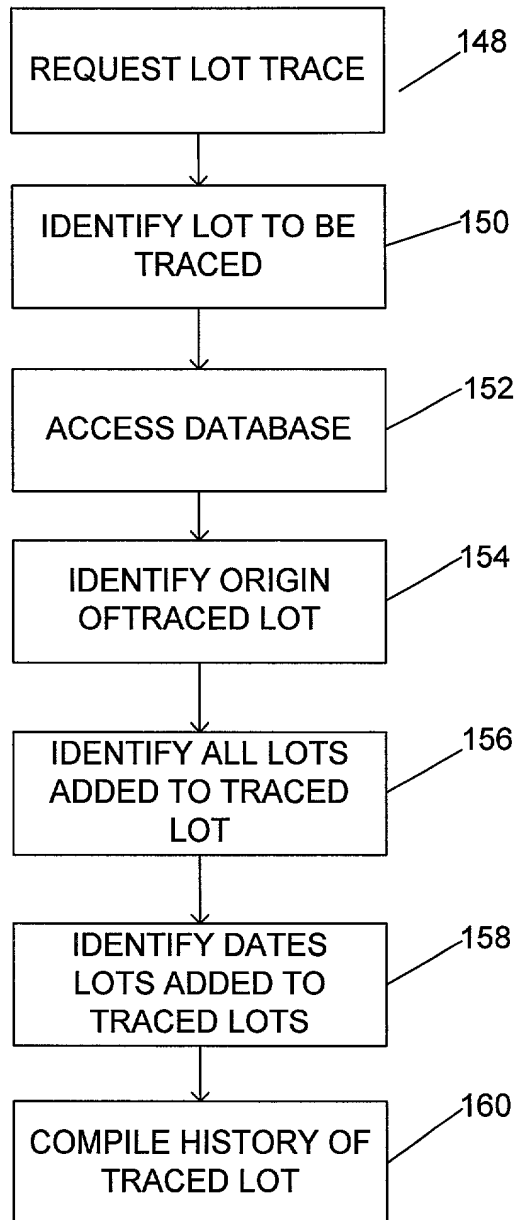 REQUEST LOT TRACE
148
IDENTIFY LOT TO BE
TRACED
150
ACCESS DATABASE
152
IDENTIFY ORIGIN
OFTRACED LOT
154
IDENTIFY ALL LOTS
ADDED TO TRACED
LOT
156
IDENTIFY DATES
LOTS ADDED TO
TRACED LOTS
158
COMPILE HISTORY OF
TRACED LOT
160